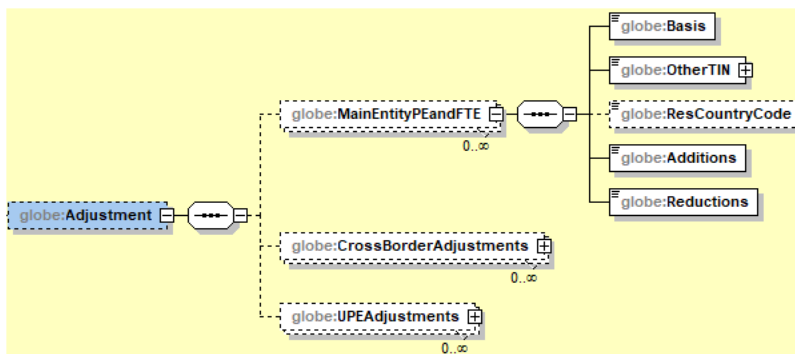 globe:Basis
globe:OtherTIN
globe:MainEntityPEandFTE
0..∞
globe:ResCountryCode
globe:Additions
globe:Reductions
globe:Adjustment
globe:CrossBorderAdjustments
0..∞
globe:UPEAdjustments
0..∞